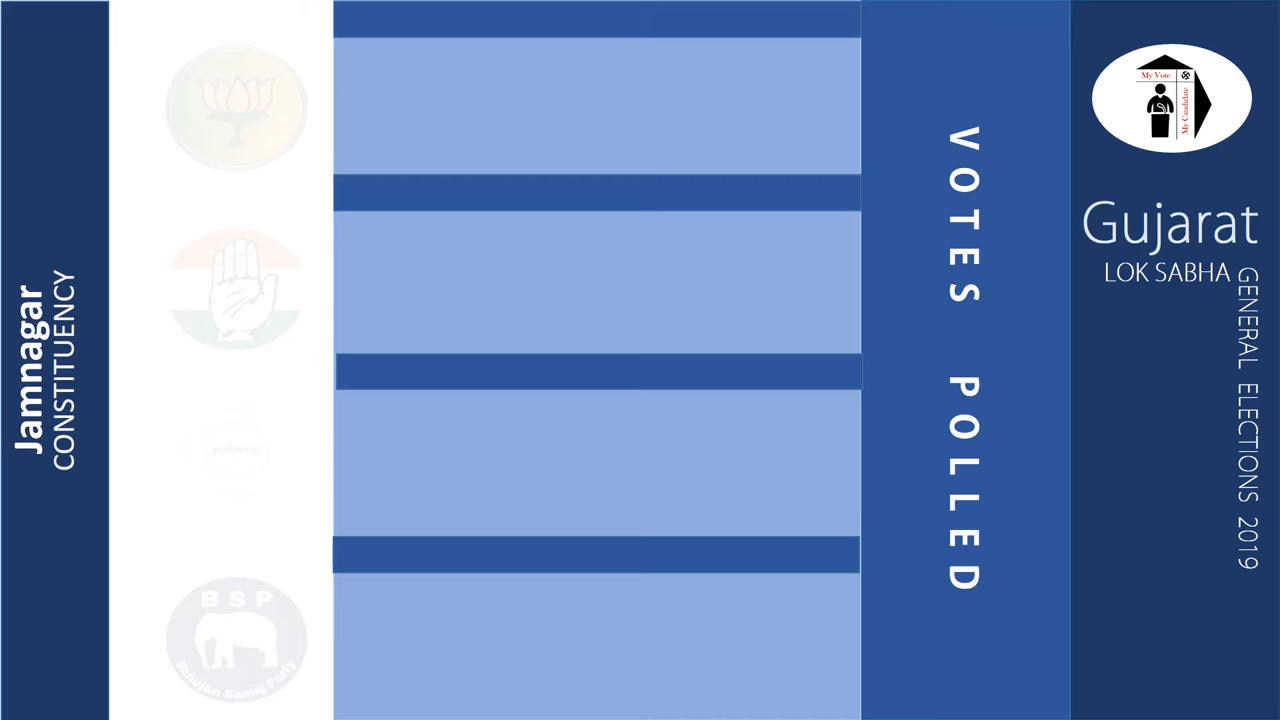 Jamnagar
CONSTITUENCY
BSP
Bahujan Samaj Party
VOTES POLLED
My Vote
My Candidate
Gujarat
LOK SABHA
GENERAL ELECTIONS 2019